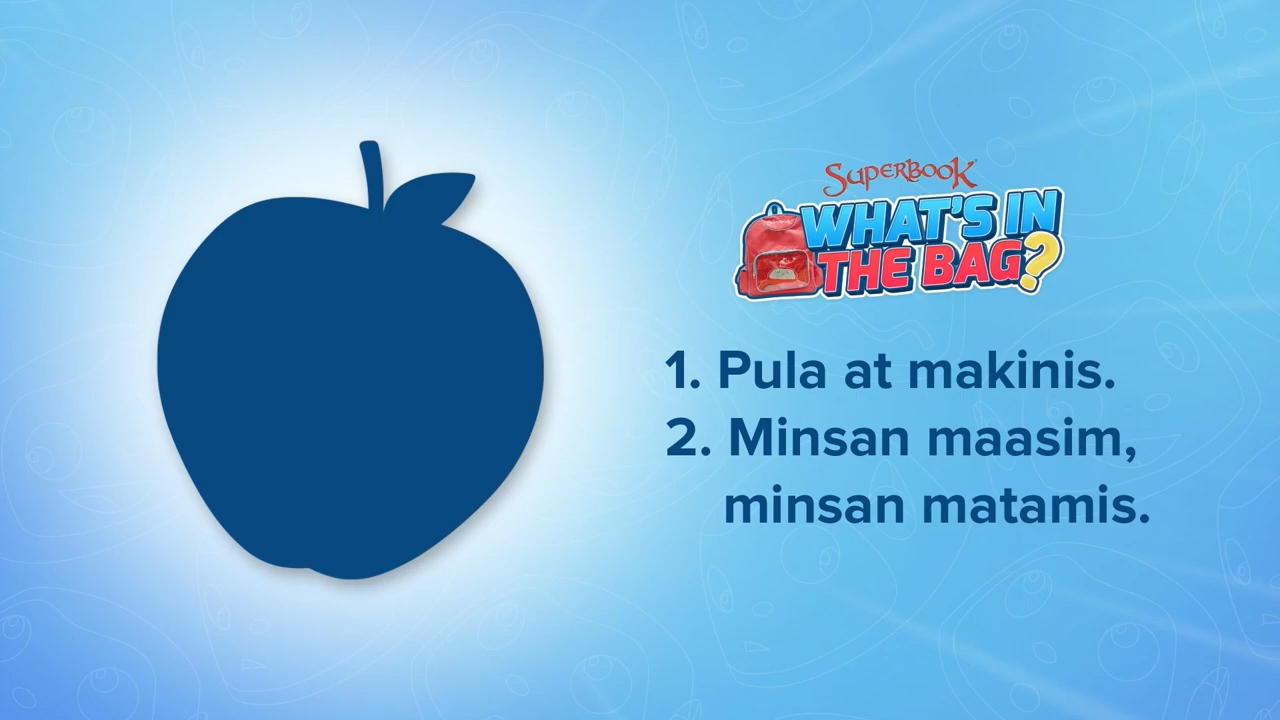 SUPERBOOK
WHAT'S IN
THE BAG?
1. Pula at makinis.
2. Minsan maasim,
minsan matamis.